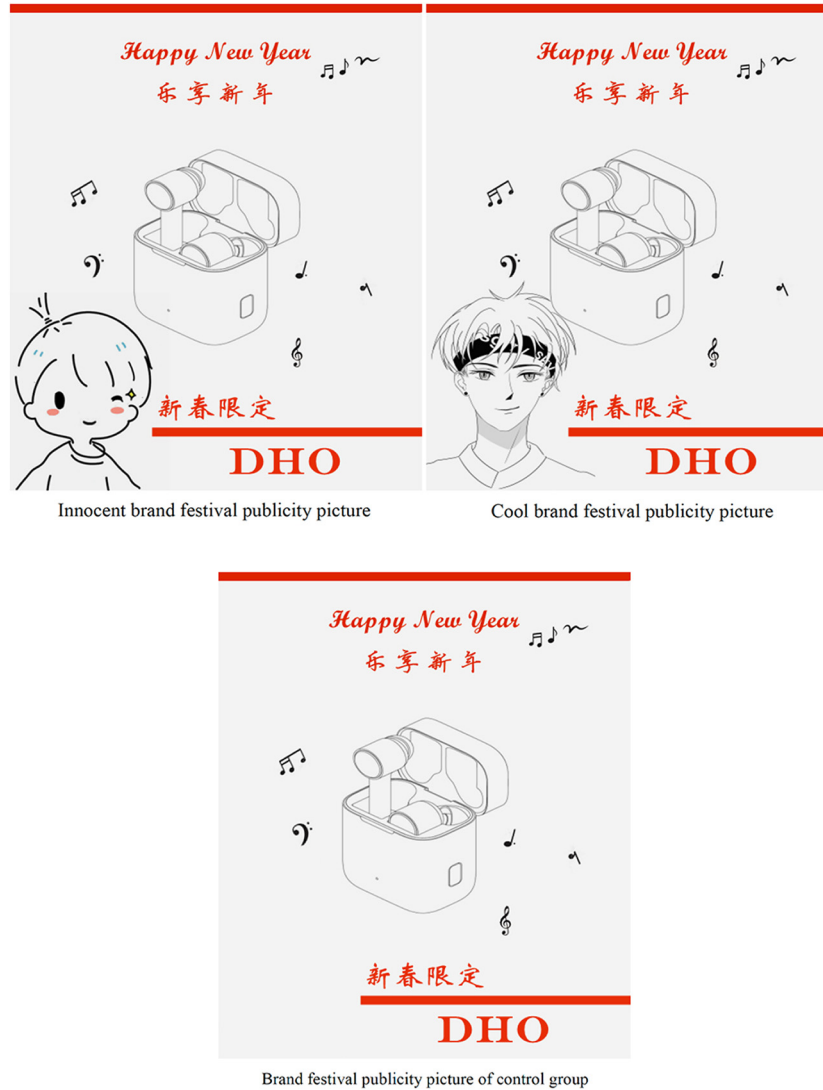 Happy New Year
乐享新年
新春限定
DHO
Innocent brand festival publicity picture
Happy New Year
乐享新年
新春限定
DHO
Cool brand festival publicity picture
Happy New Year
乐享新年
新春限定
DHO
Brand festival publicity picture of control group